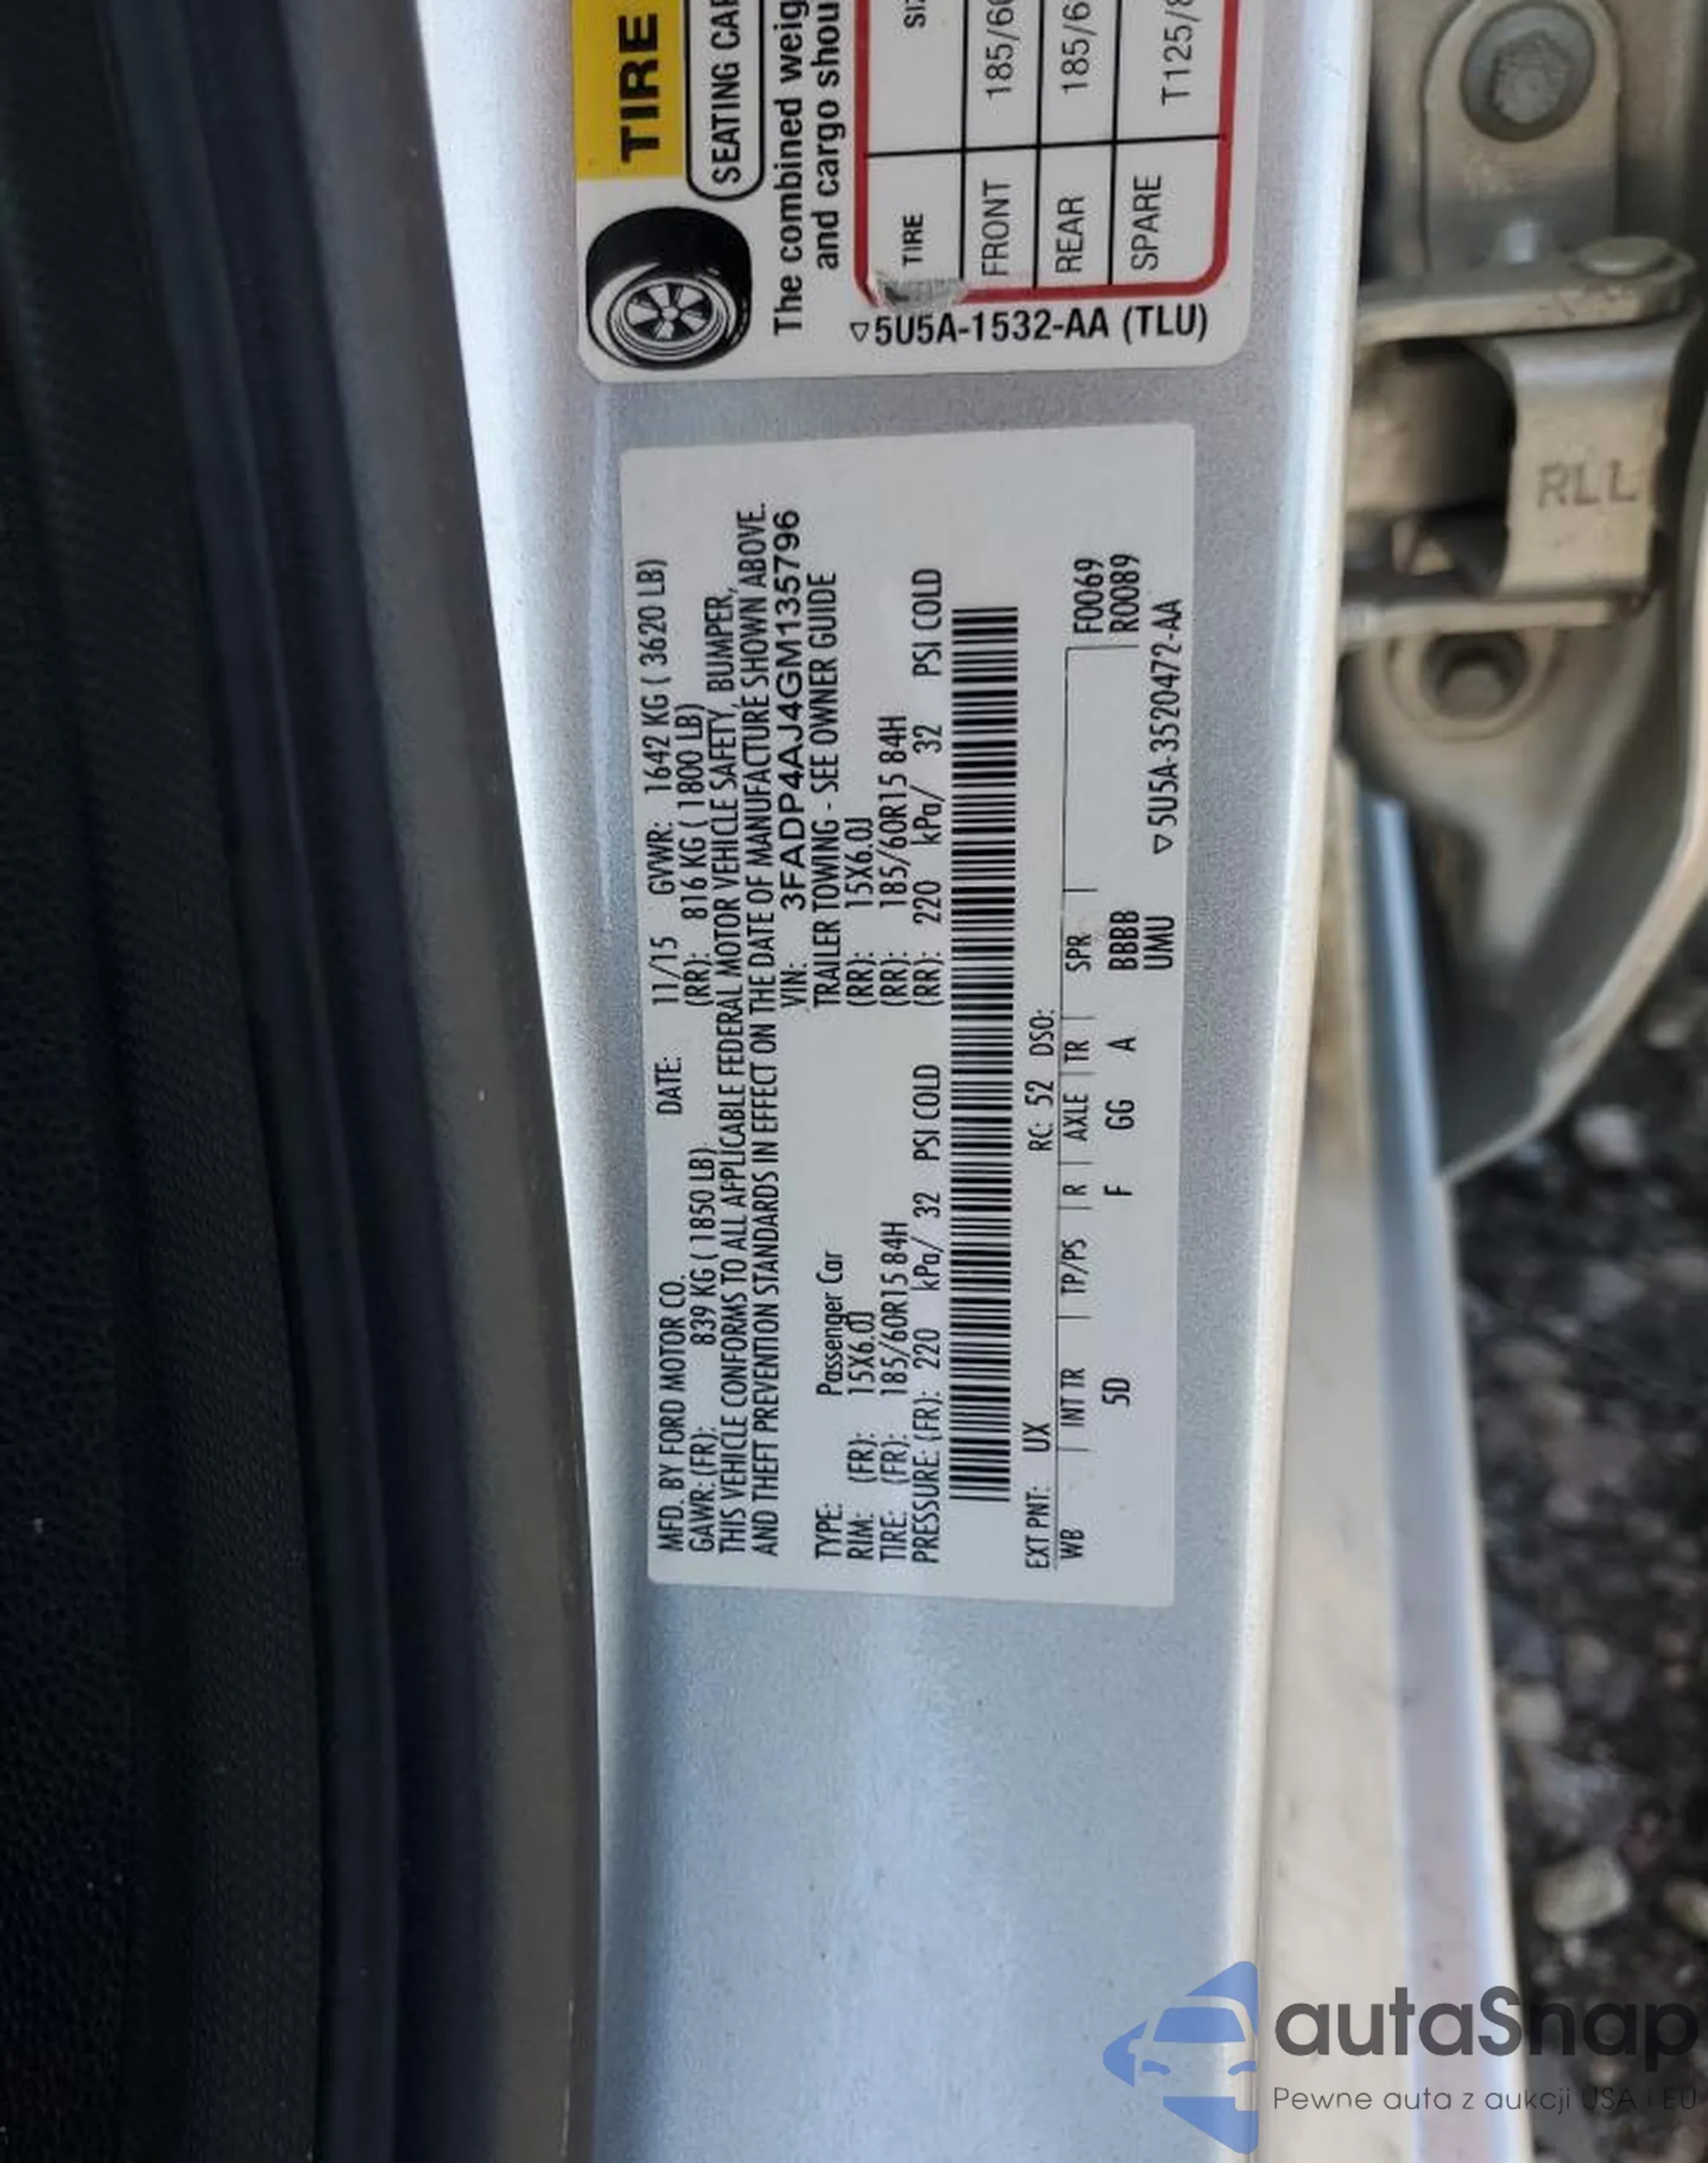 TIRE
SEATING CAP
The combined weig
and cargo shou
TIRE
FRONT 185/60
REAR 185/6
SPARE T125/8
▽5U5A-1532-AA (TLU)
MFD. BY FORD MOTOR CO. DATE: 11/15 GVWR: 1642 KG ( 3620 LB)
GAWR: (FR): 839 KG ( 1850 LB) (RR): 816 KG ( 1800 LB)
THIS VEHICLE CONFORMS TO ALL APPLICABLE FEDERAL MOTOR VEHICLE SAFETY, BUMPER,
AND THEFT PREVENTION STANDARDS IN EFFECT ON THE DATE OF MANUFACTURE SHOWN ABOVE.
VIN: 3FADP4AJ4GM135796
TYPE: Passenger Car TRAILER TOWING - SEE OWNER GUIDE
RIM: (FR): 15X6.0J (RR): 15X6.0J
TIRE: (FR): 185/60R15 84H (RR): 185/60R15 84H
PRESSURE: (FR): 220 kPa/ 32 PSI COLD (RR): 220 kPa/ 32 PSI COLD
EXT PNT: UX RC: 52 DSO:
WB | INT TR | TP/PS | R | AXLE | TR | SPR F0069
5D F GG A BBBB R0089
UMU
▽5U5A-3520472-AA
RLL
autaSnap
Pewne auta z aukcji USA i EU